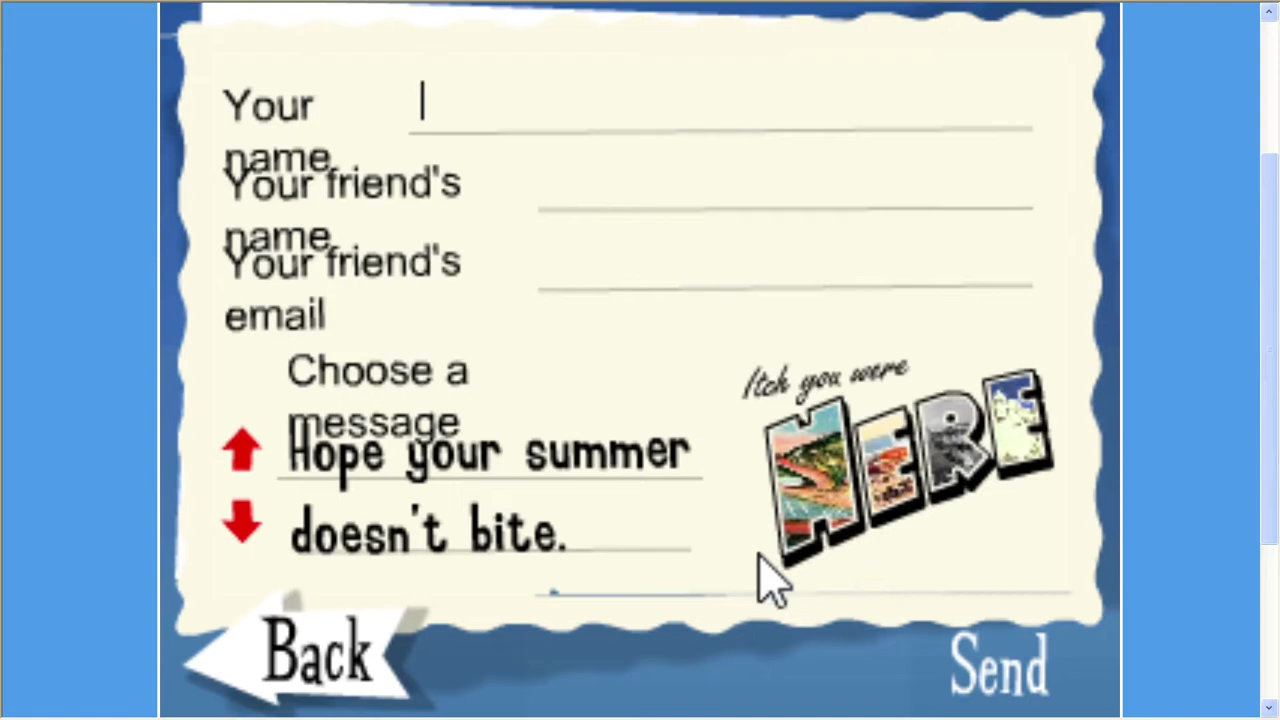 Your
name
Your friend's
name
Your friend's
email
Choose a
message
Hope your summer
doesn't bite.
Itch you were
HERE
Back
Send